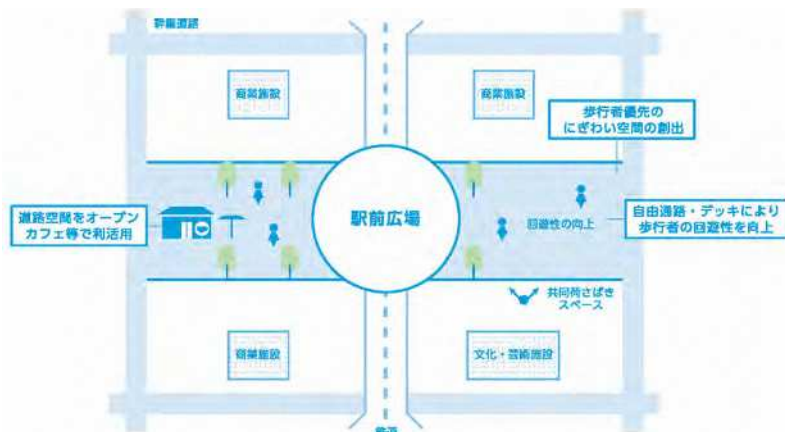 幹線道路
商業施設
商業施設
歩行者優先の
にぎわい空間の創出
道路空間をオープン
カフェ等で利活用
駅前広場
回遊性の向上
自由通路・デッキにより
歩行者の回遊性を向上
共同荷さばき
スペース
商業施設
文化・芸術施設